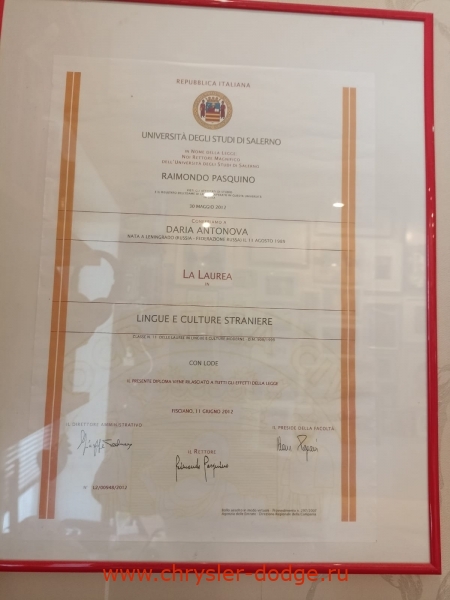 REPUBBLICA ITALIANA
UNIVERSITÀ DEGLI STUDI DI SALERNO
IN NOME DELLA LEGGE
NOI RETTORE MAGNIFICO
DELL'UNIVERSITÀ DEGLI STUDI DI SALERNO
RAIMONDO PASQUINO
30 MAGGIO 2012
DARIA ANTONOVA
LA LAUREA
IN
LINGUE E CULTURE STRANIERE
CON LODE
IL PRESENTE DIPLOMA VIENE RILASCIATO A TUTTI GLI EFFETTI DELLA LEGGE
FISCIANO, 11 GIUGNO 2012
IL DIRETTORE AMMINISTRATIVO
IL PRESIDE DELLA FACOLTÀ
IL RETTORE
Raimondo Pasquino
www.chrysler-dodge.ru